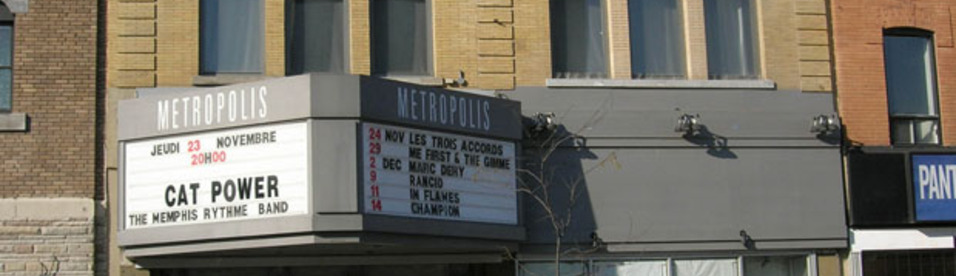 METROPOLIS
JEUDI 23 NOVEMBRE
20H00
CAT POWER
THE MEMPHIS RYTHME BAND
METROPOLIS
24 NOV LES TROIS ACCORDS
29 ME FIRST & THE GIMME
2 DEC MARC DERY
9 RANCID
11 IN FLAMES
14 CHAMPION
PANT